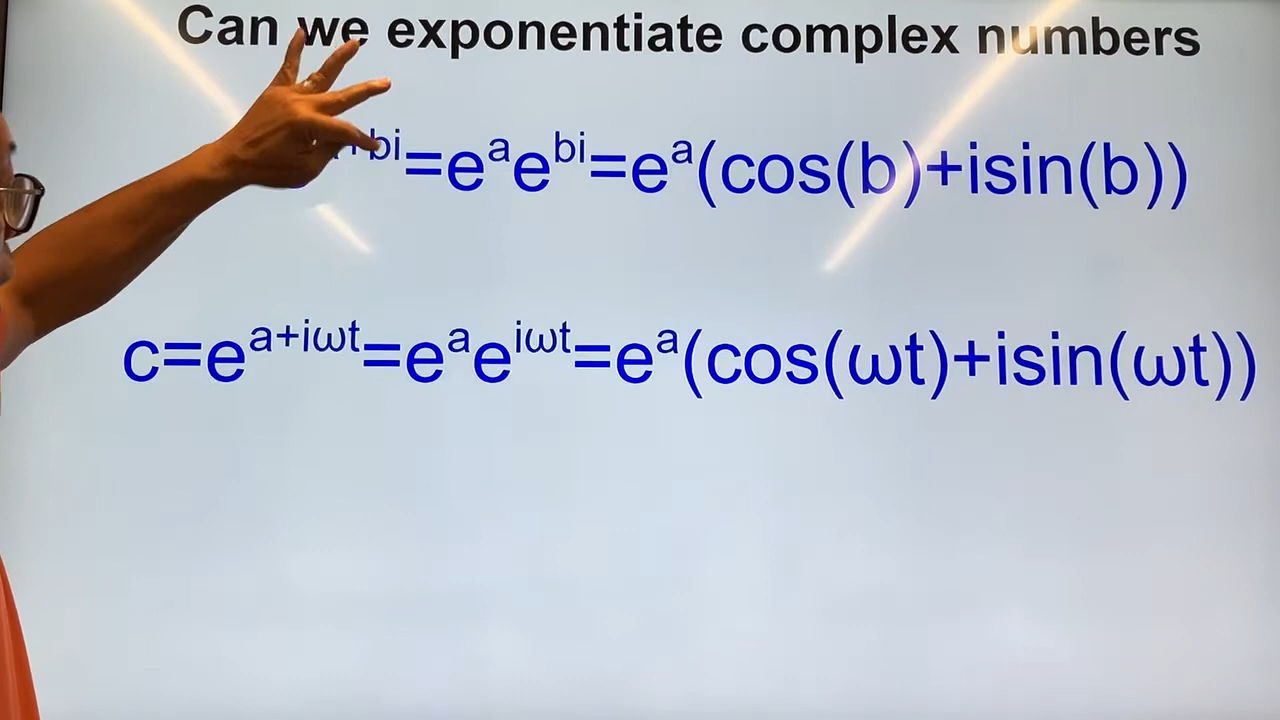 Can we exponentiate complex numbers
+bi=eᵃeᵇⁱ=eᵃ(cos(b)+isin(b))
c=eᵃ⁺ⁱωᵗ=eᵃeⁱωᵗ=eᵃ(cos(ωt)+isin(ωt))